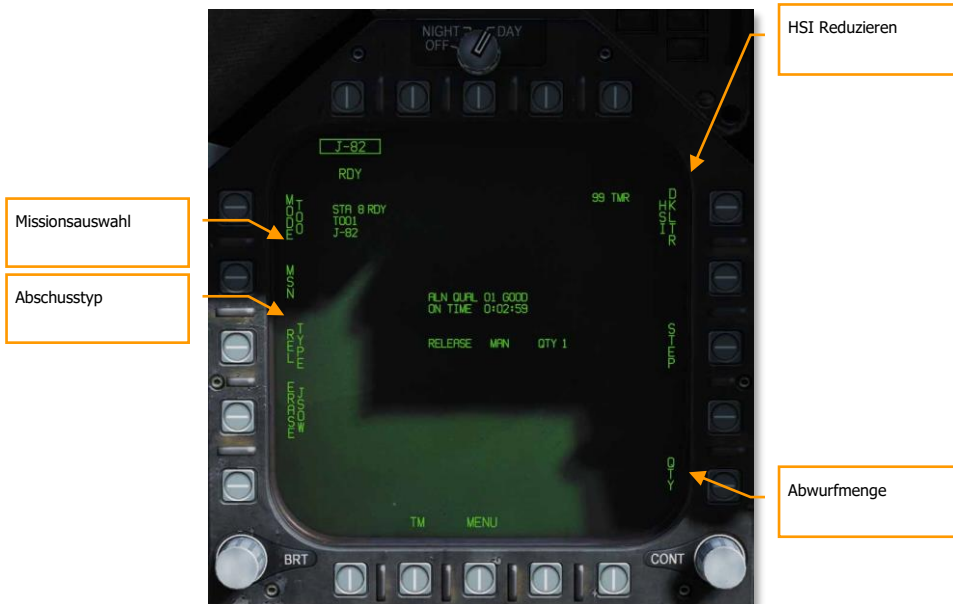 HSI Reduzieren
NIGHT DAY
OFF
J-82
RDY
MODE TOO
STA 8 RDY
TOO1
J-82
99 TMR
HSI DKLTR
Missionsauswahl
MSN
Abschusstyp
ALN QUAL 01 GOOD
ON TIME 0:02:59
REL TYPE
RELEASE MAN QTY 1
STEP
ERASE JSOW
QTY
Abwurfmenge
TM MENU
BRT
CONT